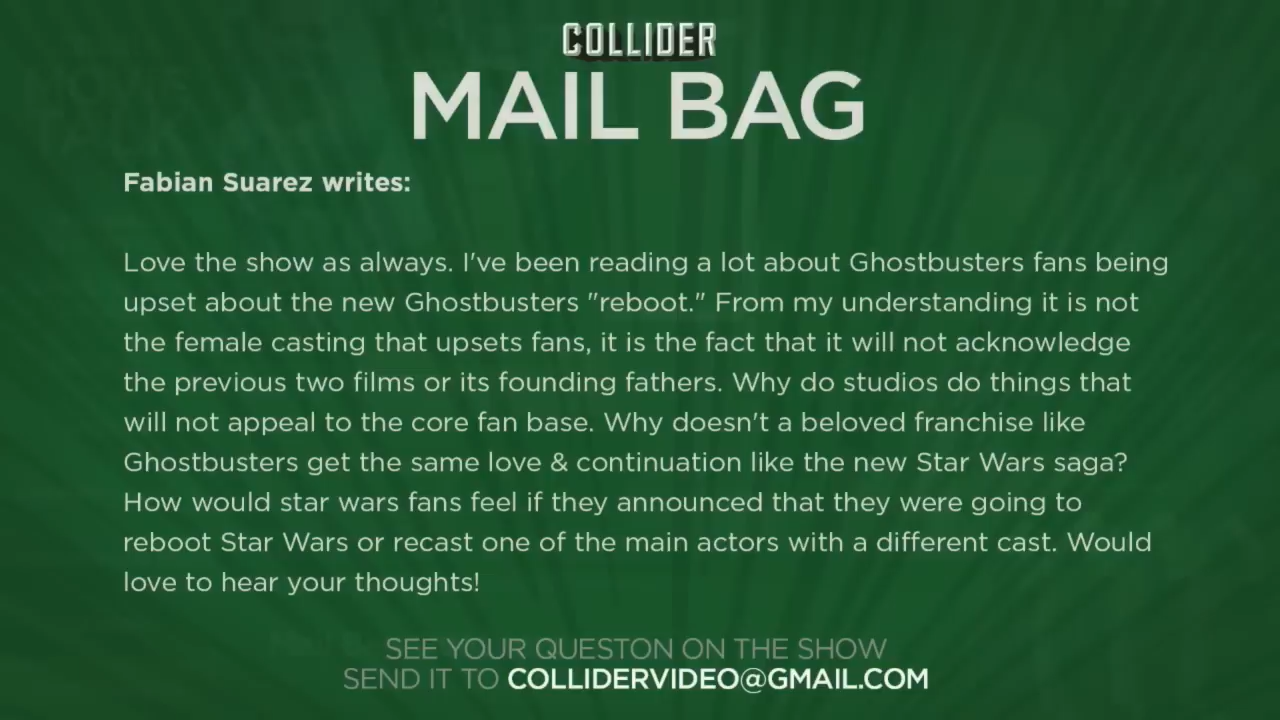 COLLIDER
MAIL BAG
Fabian Suarez writes:
Love the show as always. I've been reading a lot about Ghostbusters fans being
upset about the new Ghostbusters "reboot." From my understanding it is not
the female casting that upsets fans, it is the fact that it will not acknowledge
the previous two films or its founding fathers. Why do studios do things that
will not appeal to the core fan base. Why doesn't a beloved franchise like
Ghostbusters get the same love & continuation like the new Star Wars saga?
How would star wars fans feel if they announced that they were going to
reboot Star Wars or recast one of the main actors with a different cast. Would
love to hear your thoughts!
SEE YOUR QUESTON ON THE SHOW
SEND IT TO COLLIDERVIDEO@GMAIL.COM